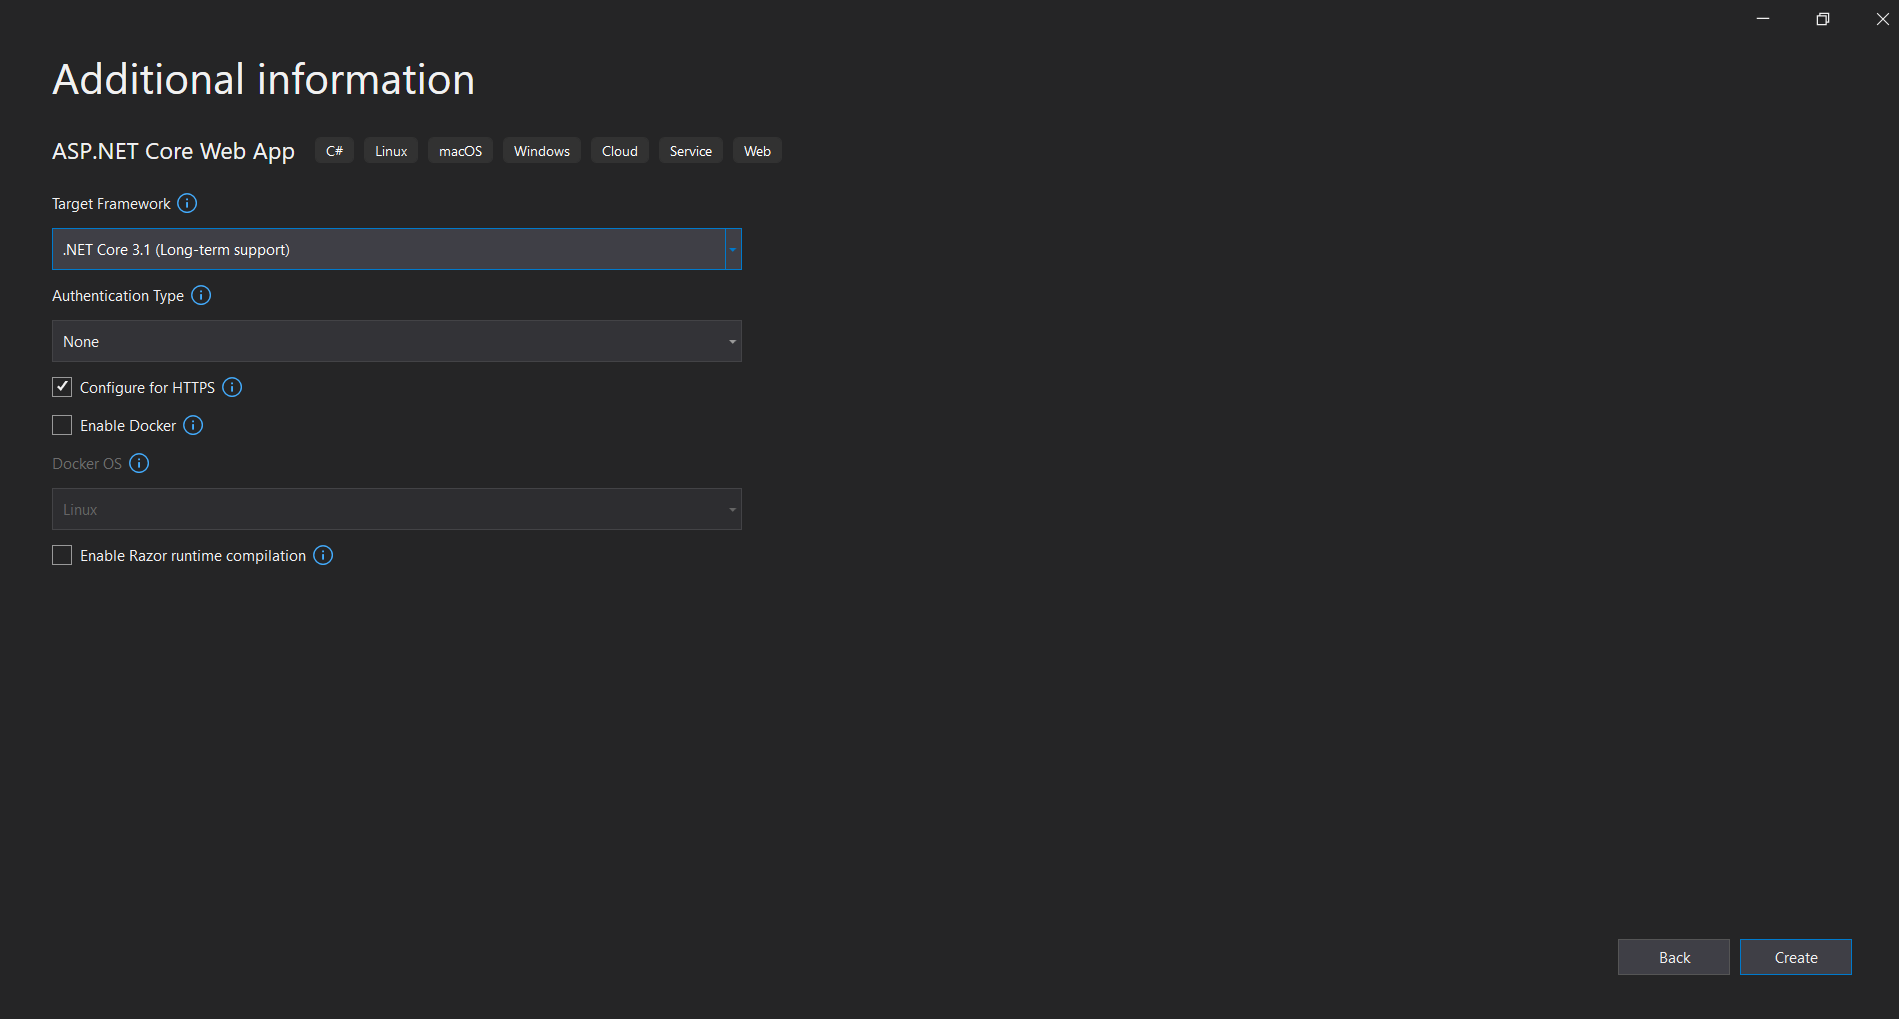 Additional information
ASP.NET Core Web App C# Linux macOS Windows Cloud Service Web
Target Framework
.NET Core 3.1 (Long-term support)
Authentication Type
None
Configure for HTTPS
Enable Docker
Docker OS
Linux
Enable Razor runtime compilation
Back Create